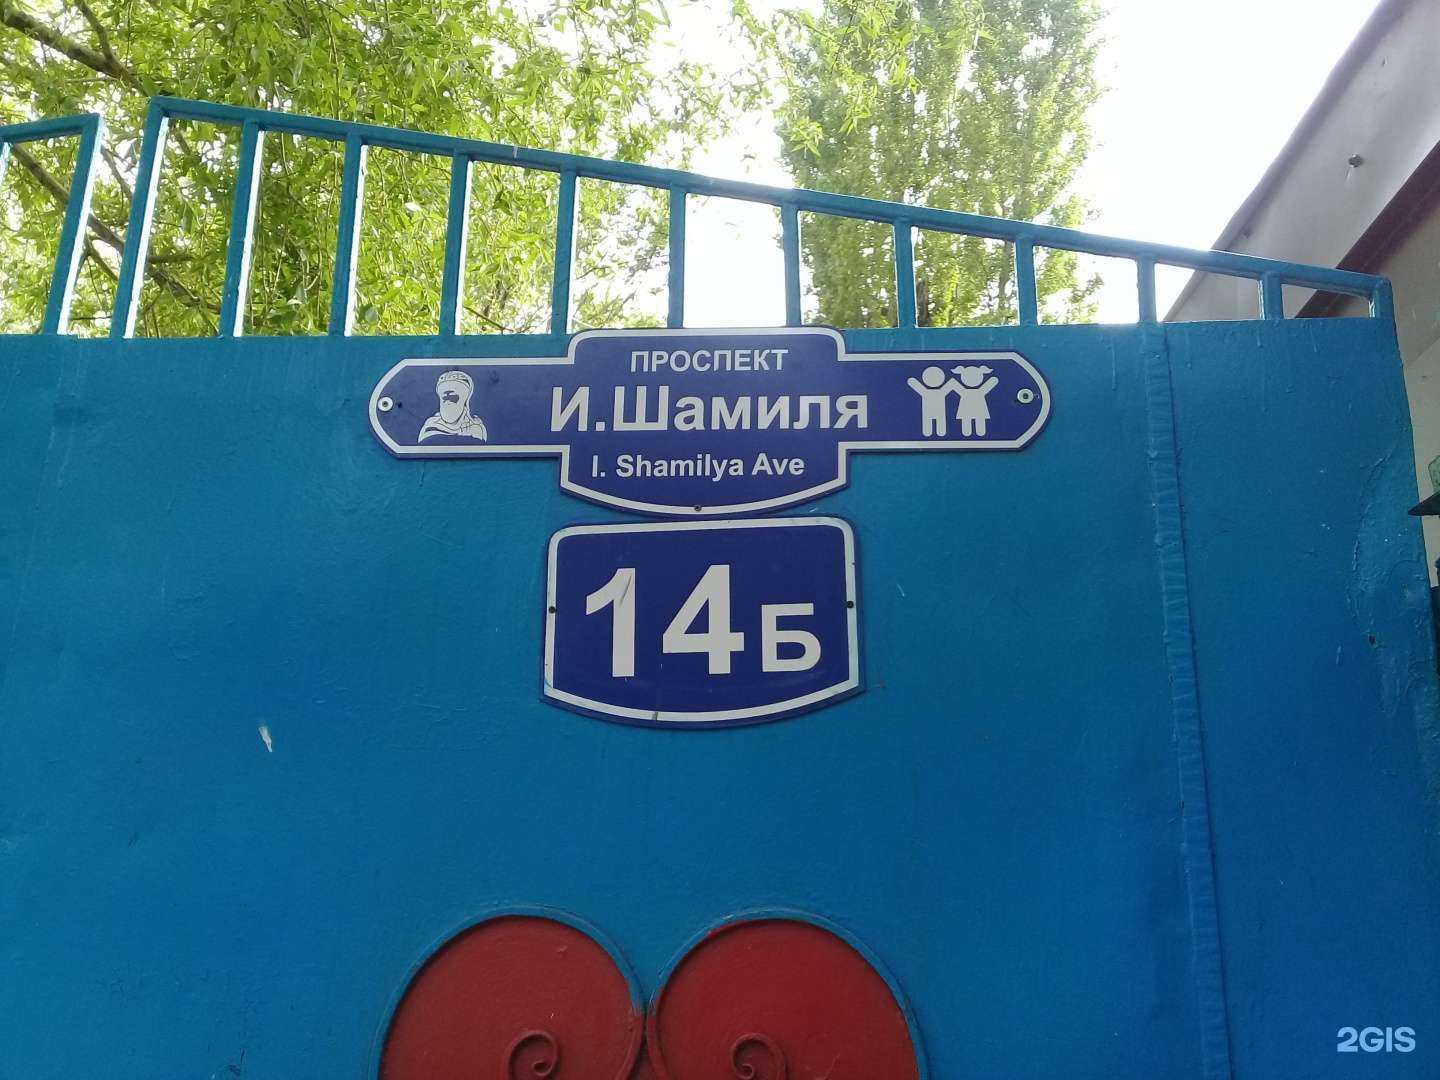 ПРОСПЕКТ
И.Шамиля
I. Shamilya Ave
14Б
2GIS